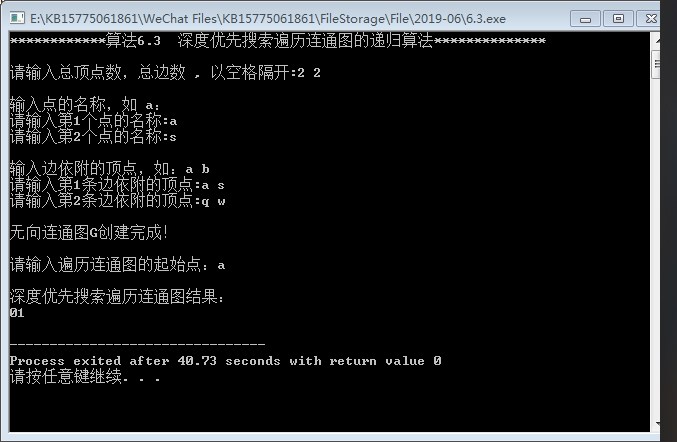 E:\KB15775061861\WeChat Files\KB15775061861\FileStorage\File\2019-06\6.3.exe
************算法6.3 深度优先搜索遍历连通图的递归算法**************
请输入总顶点数，总边数 , 以空格隔开:2 2
输入点的名称，如 a:
请输入第1个点的名称:a
请输入第2个点的名称:s
输入边依附的顶点，如：a b
请输入第1条边依附的顶点:a s
请输入第2条边依附的顶点:q w
无向连通图G创建完成！
请输入遍历连通图的起始点：a
深度优先搜索遍历连通图结果：
01
--------------------------------
Process exited after 40.73 seconds with return value 0
请按任意键继续. . .